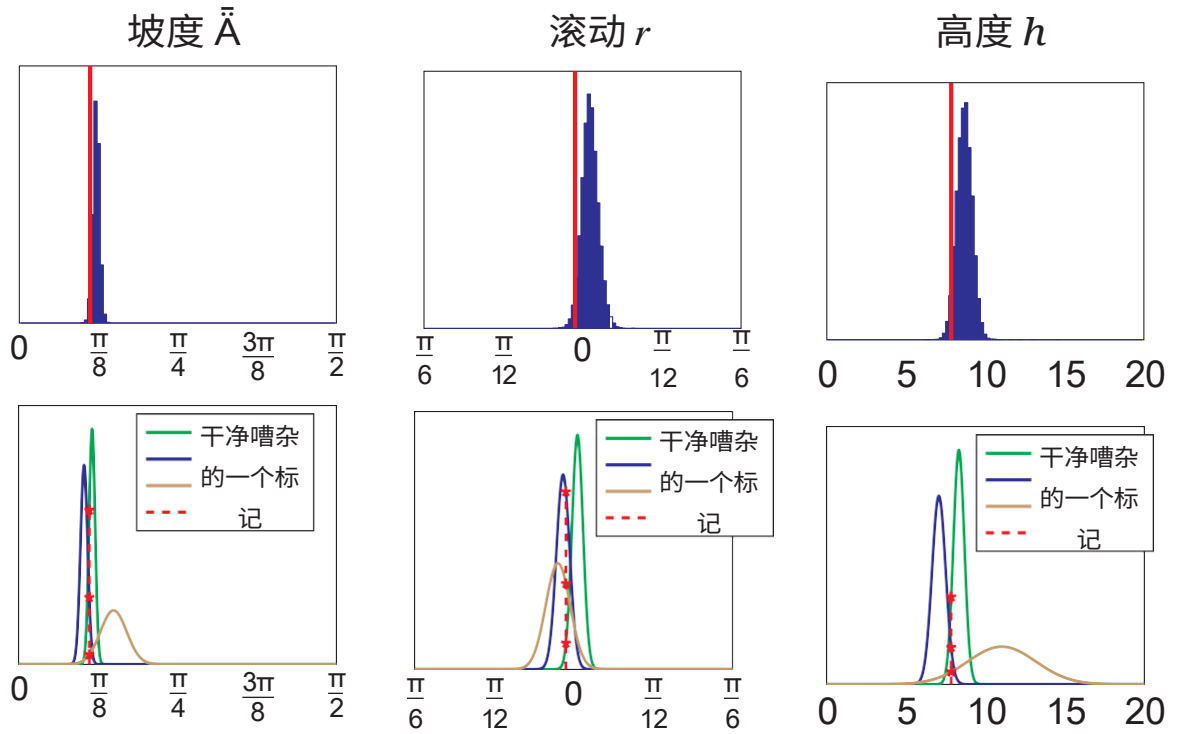 坡度 Ā̈
滚动 r
高度 h
0 π/8 π/4 3π/8 π/2
π/6 π/12 0 π/12 π/6
0 5 10 15 20
干净嘈杂
的一个标
记
干净嘈杂
的一个标
记
干净嘈杂
的一个标
记
0 π/8 π/4 3π/8 π/2
π/6 π/12 0 π/12 π/6
0 5 10 15 20